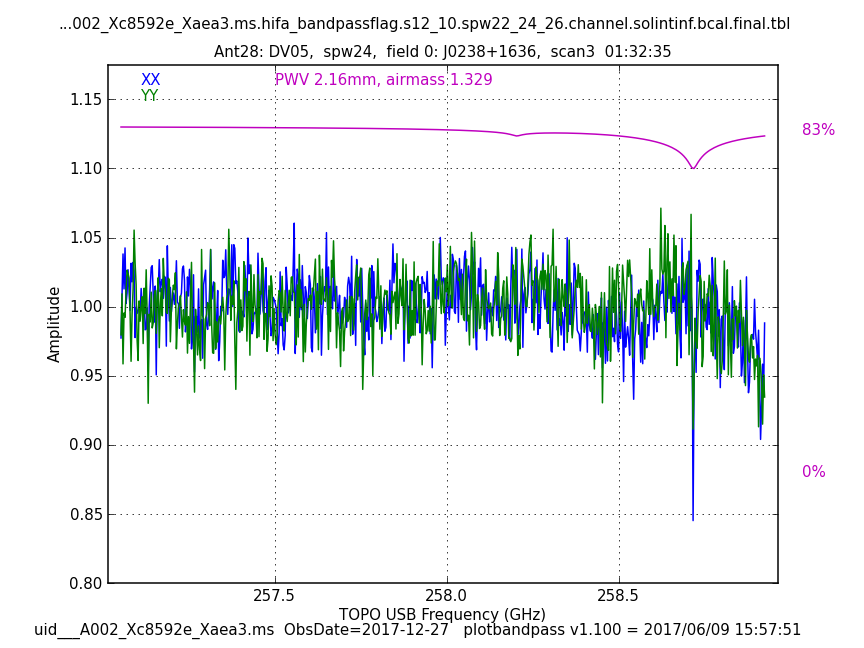 ...002_Xc8592e_Xaea3.ms.hifa_bandpassflag.s12_10.spw22_24_26.channel.solintinf.bcal.final.tbl
Ant28: DV05, spw24, field 0: J0238+1636, scan3 01:32:35
XX
PWV 2.16mm, airmass 1.329
YY
1.15
83%
1.10
1.05
1.00
Amplitude
0.95
0.90
0%
0.85
0.80
257.5
258.0
258.5
TOPO USB Frequency (GHz)
uid___A002_Xc8592e_Xaea3.ms ObsDate=2017-12-27 plotbandpass v1.100 = 2017/06/09 15:57:51